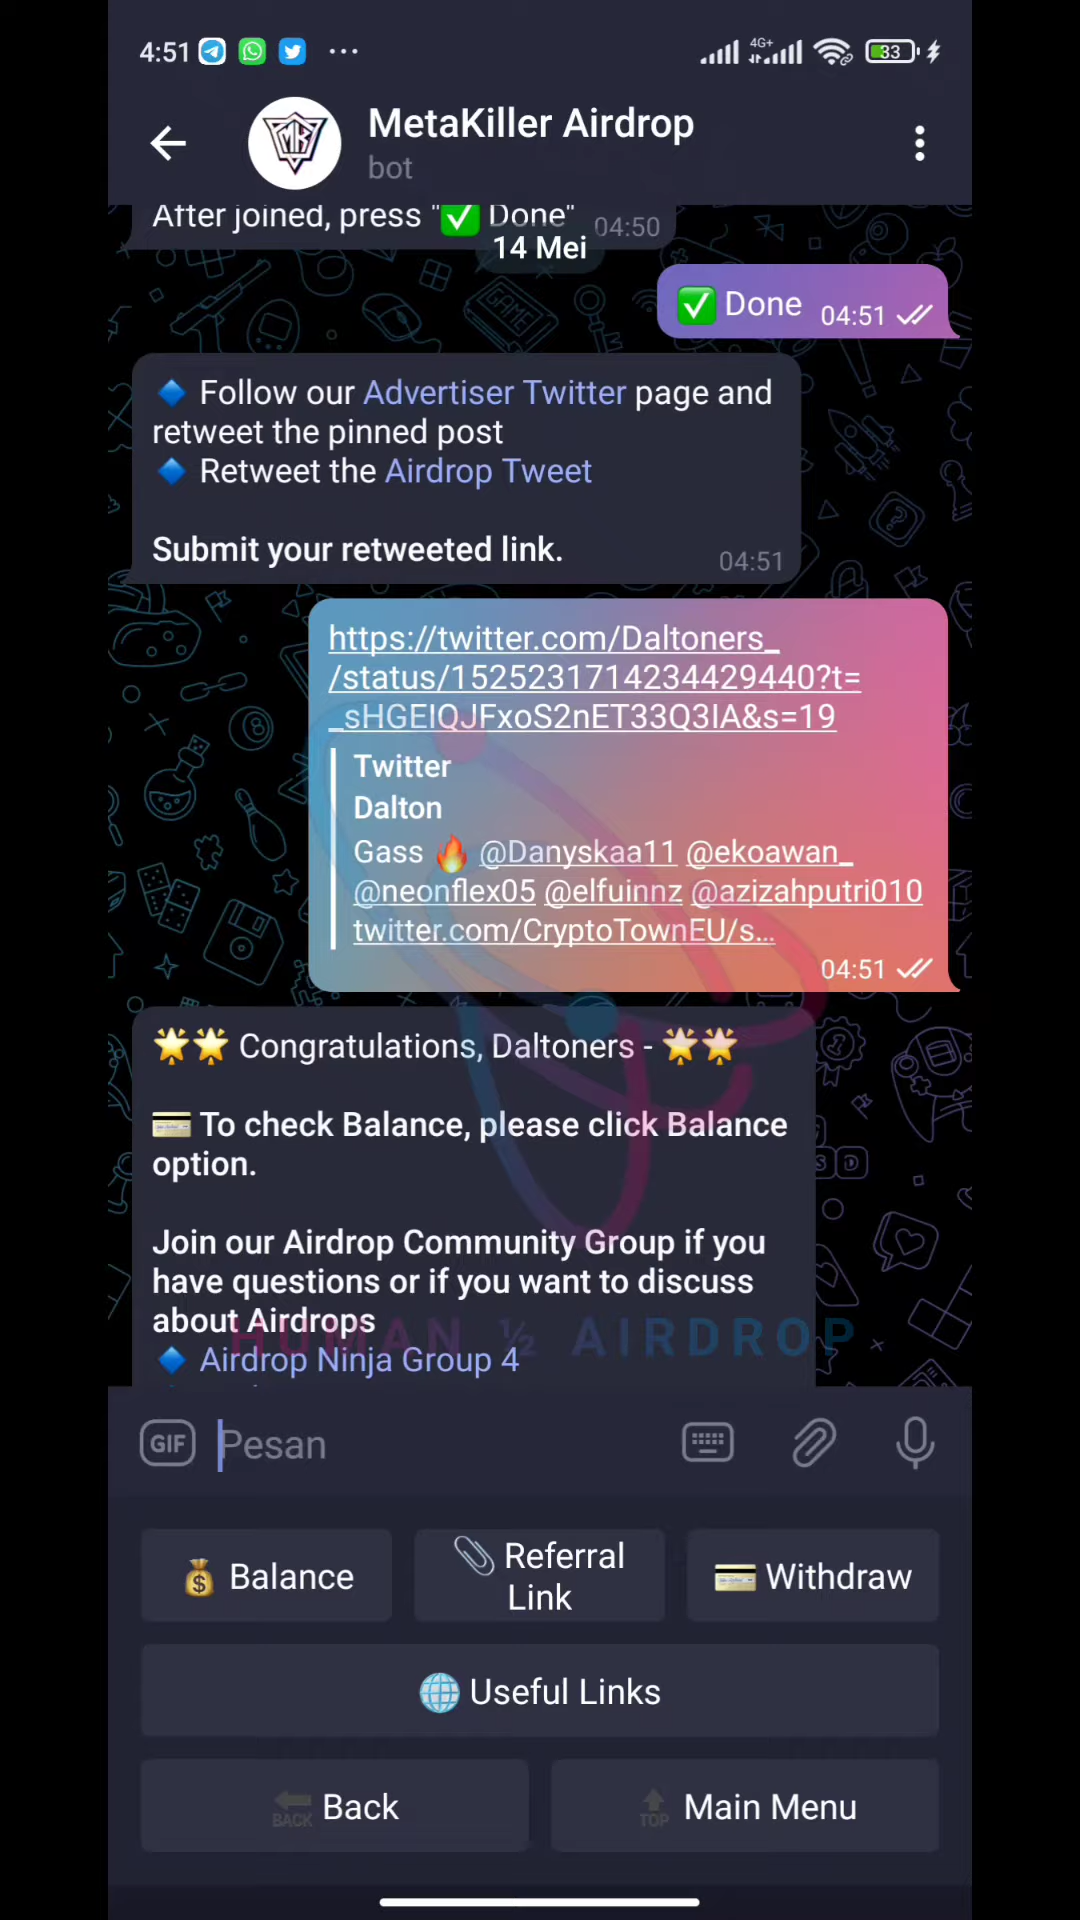 4:51
4G+
33
MetaKiller Airdrop
bot
After joined, press "✅ Done" 04:50
14 Mei
✅ Done 04:51
🔹 Follow our Advertiser Twitter page and
retweet the pinned post
🔹 Retweet the Airdrop Tweet
Submit your retweeted link. 04:51
https://twitter.com/Daltoners_
/status/1525231714234429440?t=
_sHGEIQJFxoS2nET33Q3IA&s=19
Twitter
Dalton
Gass 🔥 @Danyskaa11 @ekoawan_
@neonflex05 @elfuinnz @azizahputri010
twitter.com/CryptoTownEU/s...
04:51
🌟🌟 Congratulations, Daltoners - 🌟🌟
💳 To check Balance, please click Balance
option.
Join our Airdrop Community Group if you
have questions or if you want to discuss
about Airdrops
HUMAN ½ AIRDROP
🔹 Airdrop Ninja Group 4
GIF Pesan
💰 Balance
📎 Referral
Link
💳 Withdraw
🌐 Useful Links
BACK Back
TOP Main Menu